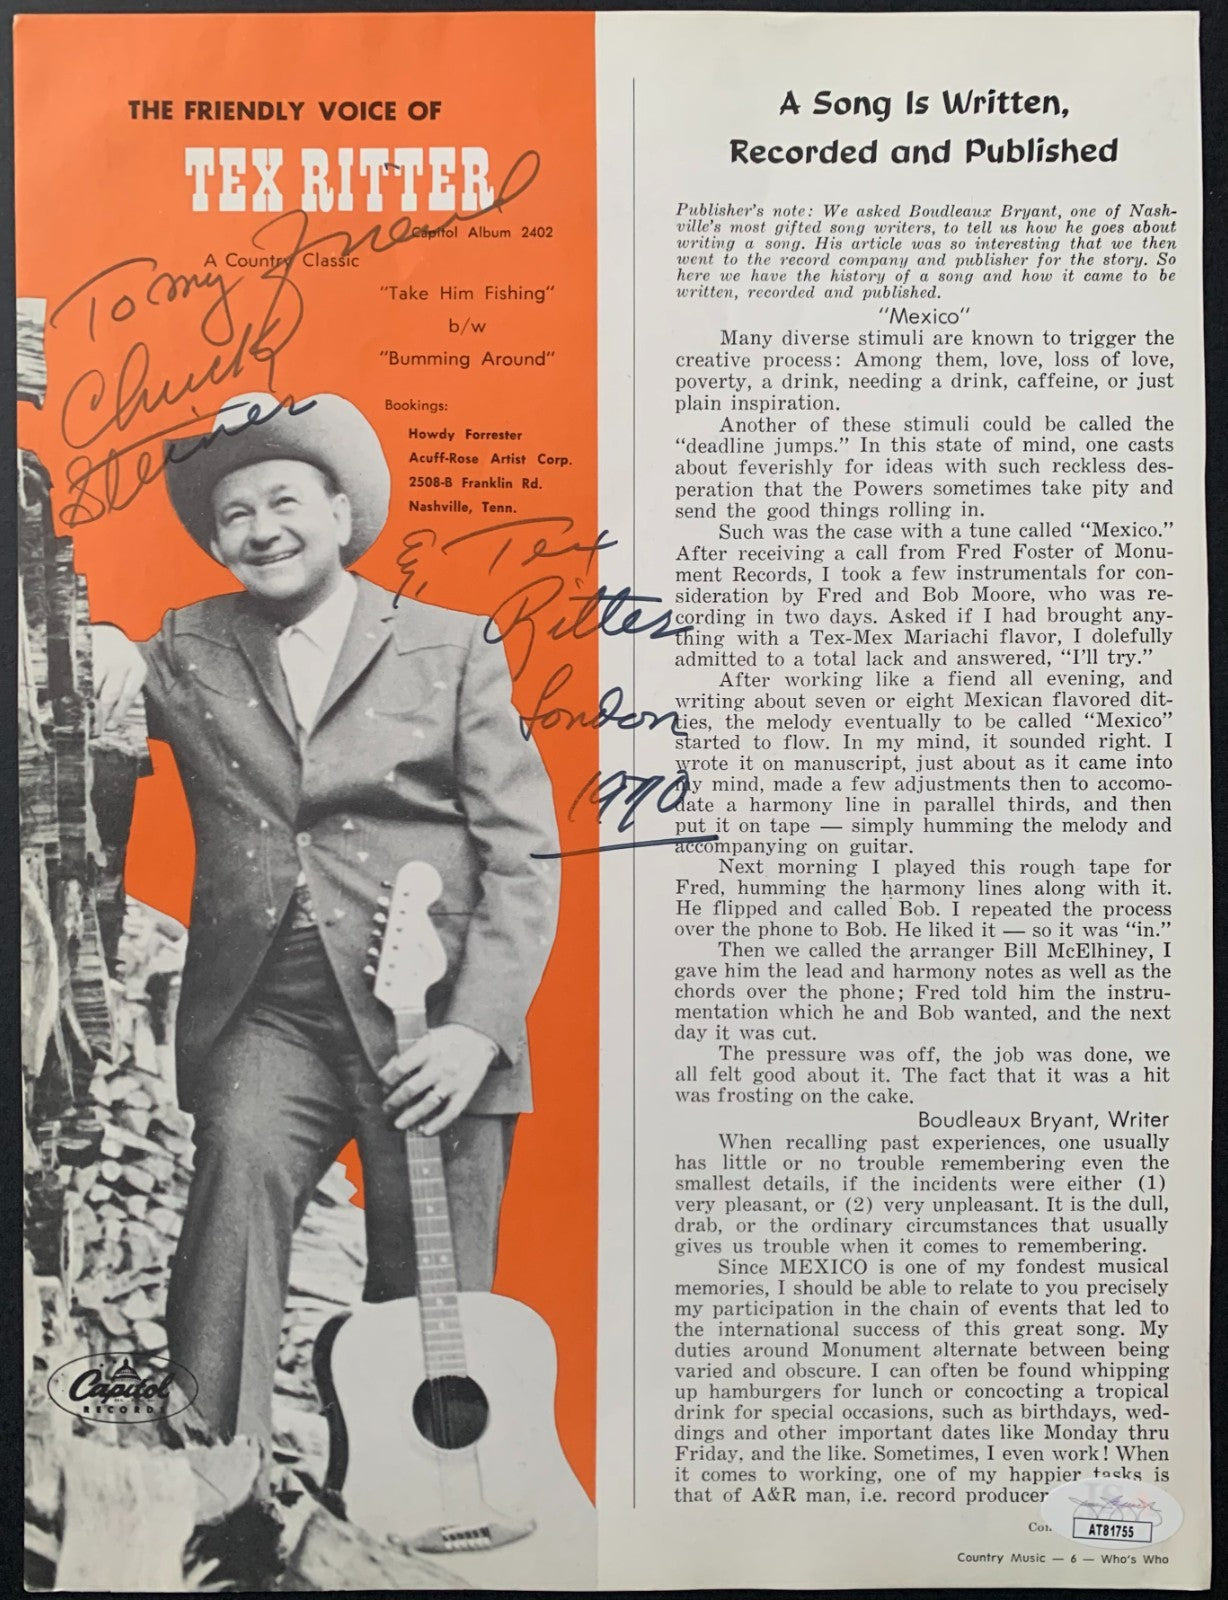 THE FRIENDLY VOICE OF
TEX RITTER
Capitol Album 2402
A Country Classic
"Take Him Fishing"
b/w
"Bumming Around"
Bookings:
Howdy Forrester
Acuff-Rose Artist Corp.
2508-B Franklin Rd.
Nashville, Tenn.
To my Friend
Chuck
Steiner
Tex
Ritter
London
1970
Capitol
RECORDS
A Song Is Written,
Recorded and Published
Publisher's note: We asked Boudleaux Bryant, one of Nash-
ville's most gifted song writers, to tell us how he goes about
writing a song. His article was so interesting that we then
went to the record company and publisher for the story. So
here we have the history of a song and how it came to be
written, recorded and published.
"Mexico"
Many diverse stimuli are known to trigger the
creative process: Among them, love, loss of love,
poverty, a drink, needing a drink, caffeine, or just
plain inspiration.
Another of these stimuli could be called the
"deadline jumps." In this state of mind, one casts
about feverishly for ideas with such reckless des-
peration that the Powers sometimes take pity and
send the good things rolling in.
Such was the case with a tune called "Mexico."
After receiving a call from Fred Foster of Monu-
ment Records, I took a few instrumentals for con-
sideration by Fred and Bob Moore, who was re-
cording in two days. Asked if I had brought any-
thing with a Tex-Mex Mariachi flavor, I dolefully
admitted to a total lack and answered, "I'll try."
After working like a fiend all evening, and
writing about seven or eight Mexican flavored dit-
ties, the melody eventually to be called "Mexico"
started to flow. In my mind, it sounded right. I
wrote it on manuscript, just about as it came into
my mind, made a few adjustments then to accomo-
date a harmony line in parallel thirds, and then
put it on tape — simply humming the melody and
accompanying on guitar.
Next morning I played this rough tape for
Fred, humming the harmony lines along with it.
He flipped and called Bob. I repeated the process
over the phone to Bob. He liked it — so it was "in."
Then we called the arranger Bill McElhiney, I
gave him the lead and harmony notes as well as the
chords over the phone; Fred told him the instru-
mentation which he and Bob wanted, and the next
day it was cut.
The pressure was off, the job was done, we
all felt good about it. The fact that it was a hit
was frosting on the cake.
Boudleaux Bryant, Writer
When recalling past experiences, one usually
has little or no trouble remembering even the
smallest details, if the incidents were either (1)
very pleasant, or (2) very unpleasant. It is the dull,
drab, or the ordinary circumstances that usually
gives us trouble when it comes to remembering.
Since MEXICO is one of my fondest musical
memories, I should be able to relate to you precisely
my participation in the chain of events that led to
the international success of this great song. My
duties around Monument alternate between being
varied and obscure. I can often be found whipping
up hamburgers for lunch or concocting a tropical
drink for special occasions, such as birthdays, wed-
dings and other important dates like Monday thru
Friday, and the like. Sometimes, I even work! When
it comes to working, one of my happier tasks is
that of A&R man, i.e. record producer
AT81755
Country Music — 6 — Who's Who